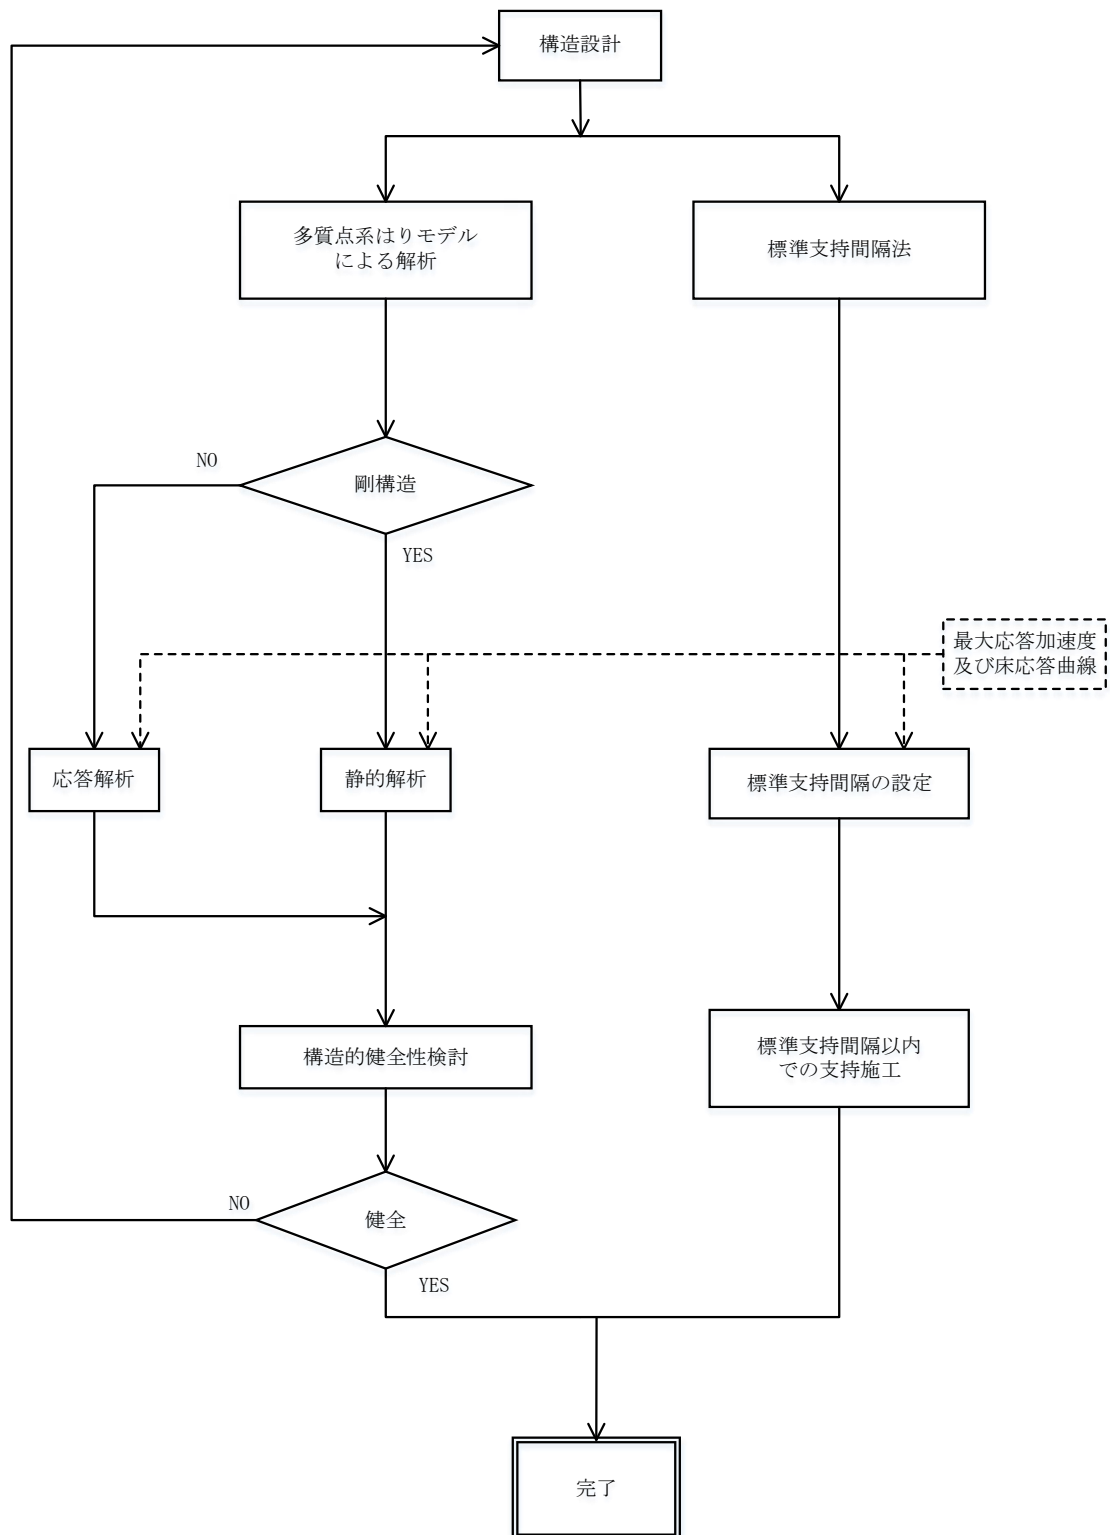 構造設計
多質点系はりモデル
による解析
標準支持間隔法
NO
剛構造
YES
最大応答加速度
及び床応答曲線
応答解析
静的解析
標準支持間隔の設定
構造的健全性検討
標準支持間隔以内
での支持施工
NO
健全
YES
完了